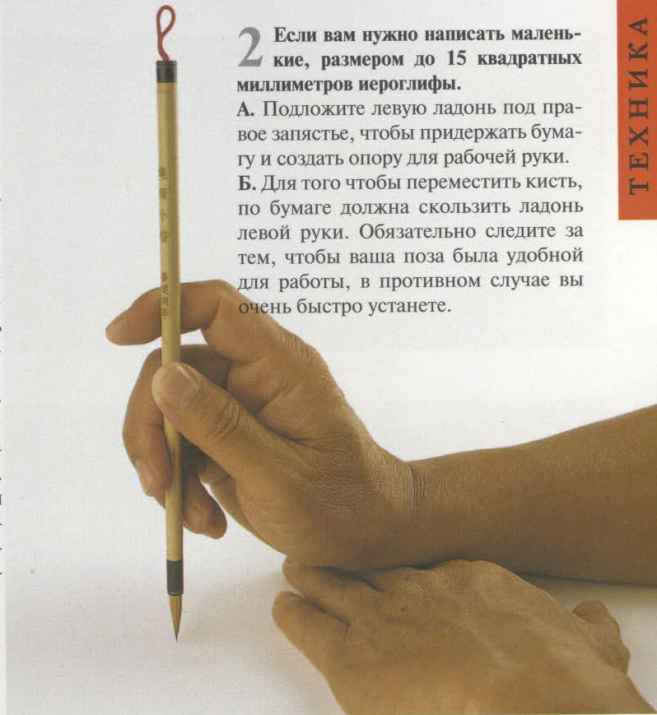 2 Если вам нужно написать малень-
кие, размером до 15 квадратных
миллиметров иероглифы.
А. Подложите левую ладонь под пра-
вое запястье, чтобы придержать бума-
гу и создать опору для рабочей руки.
Б. Для того чтобы переместить кисть,
по бумаге должна скользить ладонь
левой руки. Обязательно следите за
тем, чтобы ваша поза была удобной
для работы, в противном случае вы
очень быстро устанете.
ТЕХНИКА